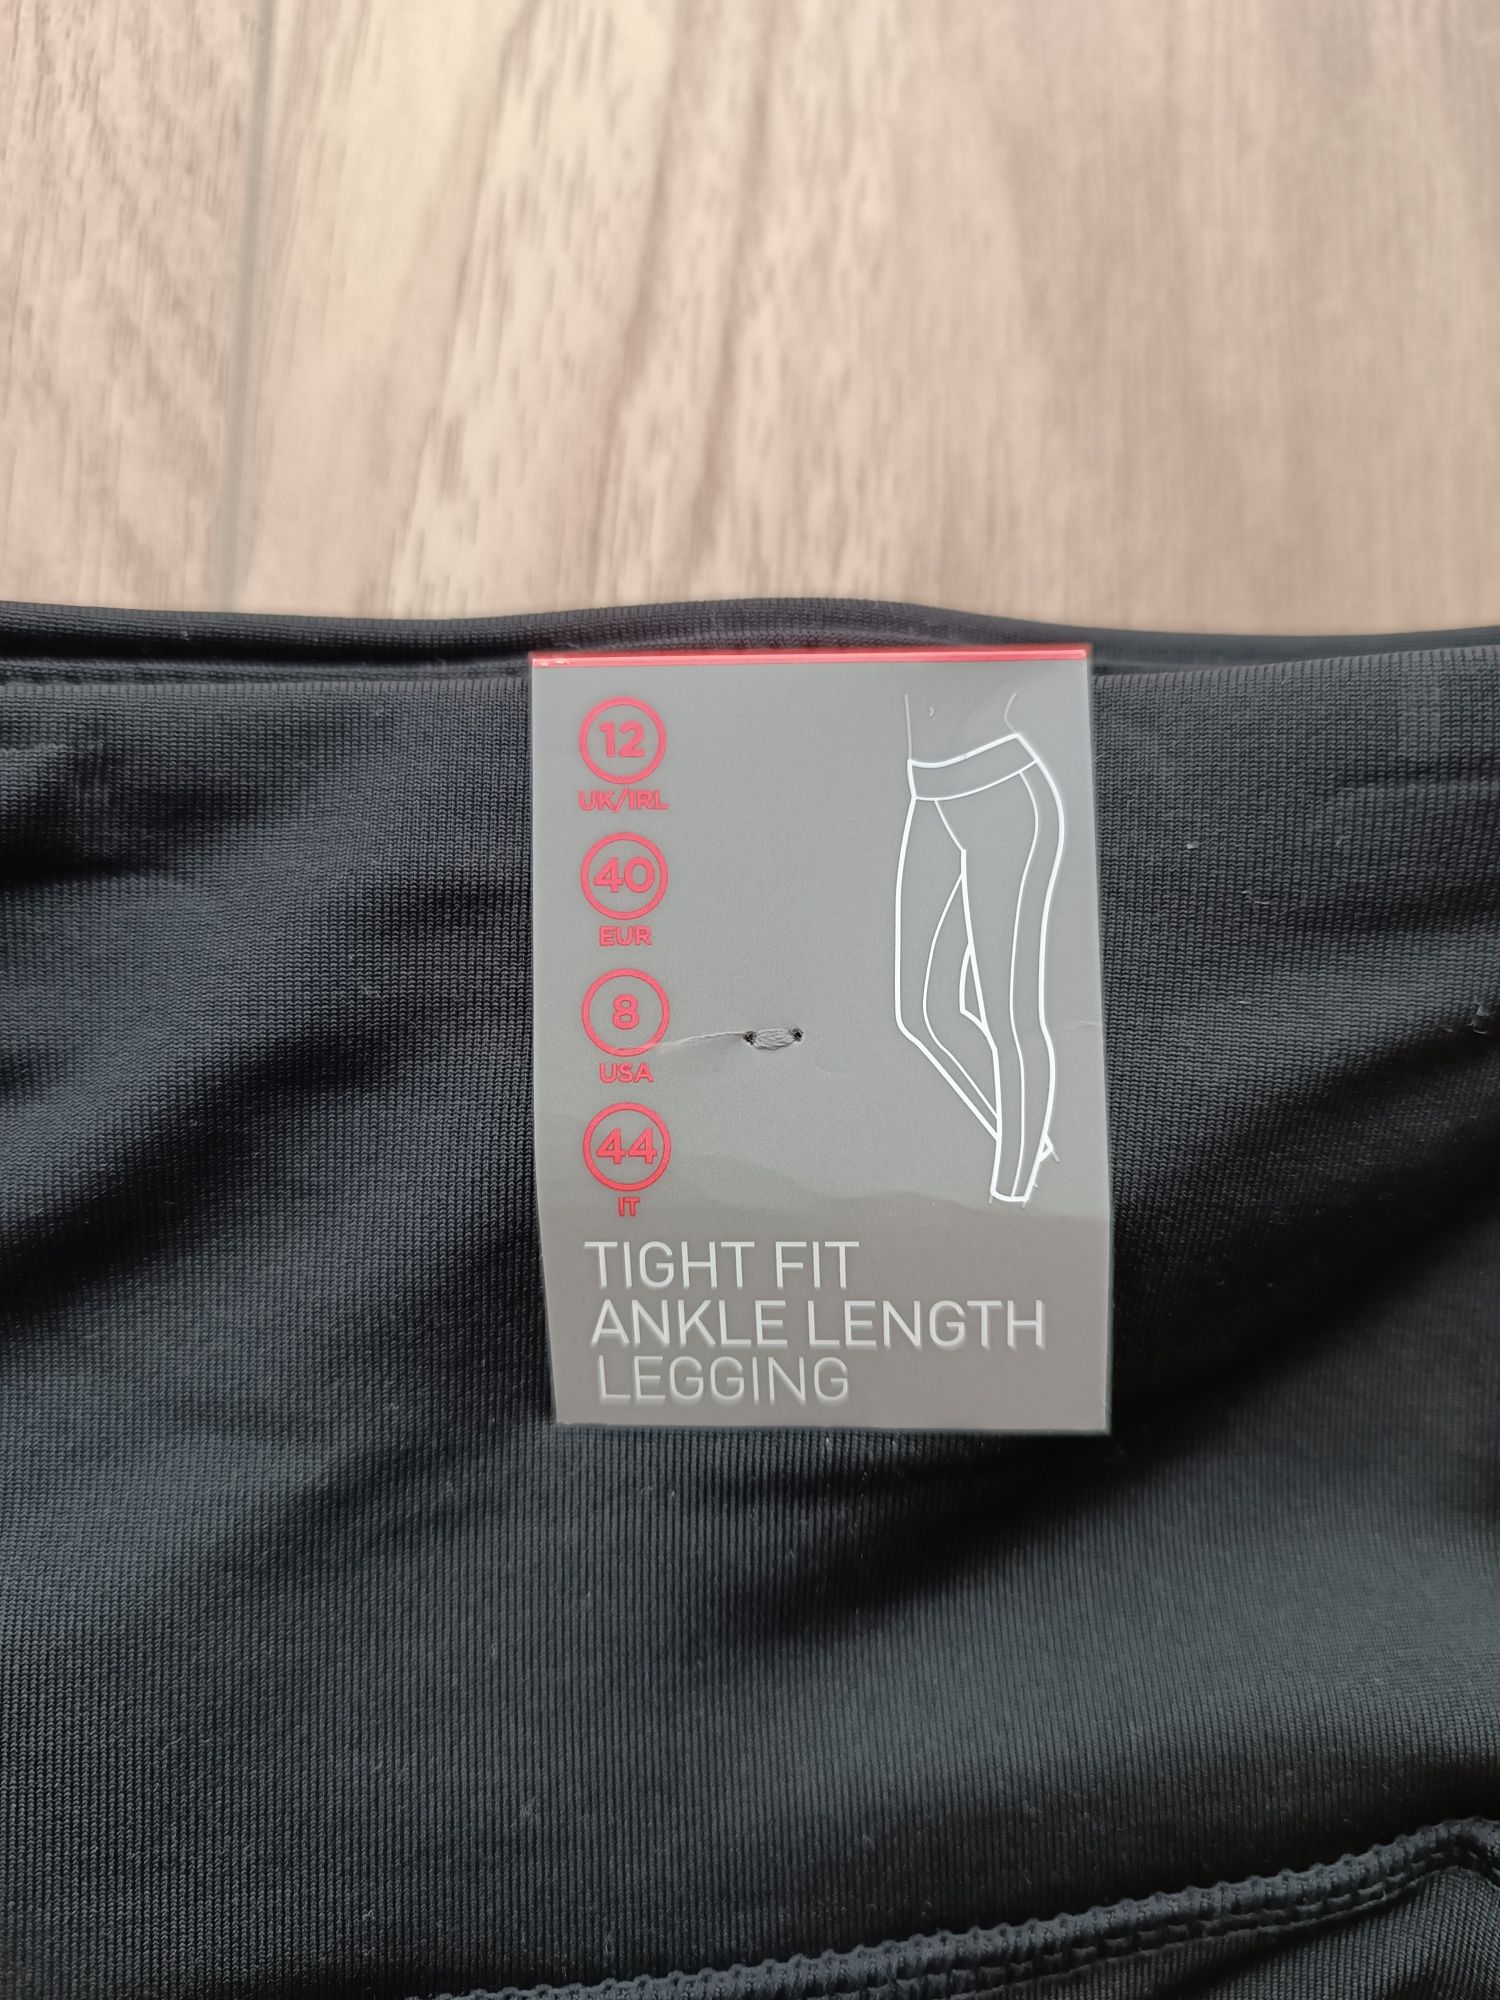 12
UK/IRL
40
EUR
8
USA
44
IT
TIGHT FIT
ANKLE LENGTH
LEGGING